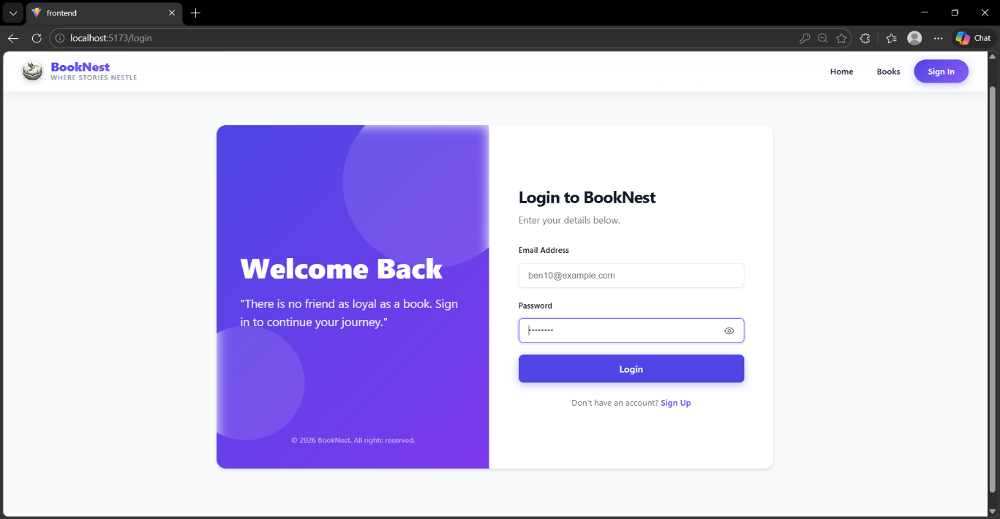 frontend
localhost:5173/login
Chat
BookNest
WHERE STORIES NESTLE
Home
Books
Sign In
Welcome Back
"There is no friend as loyal as a book. Sign
in to continue your journey."
© 2026 BookNest. All rights reserved.
Login to BookNest
Enter your details below.
Email Address
ben10@example.com
Password
••••••••
Login
Don't have an account? Sign Up